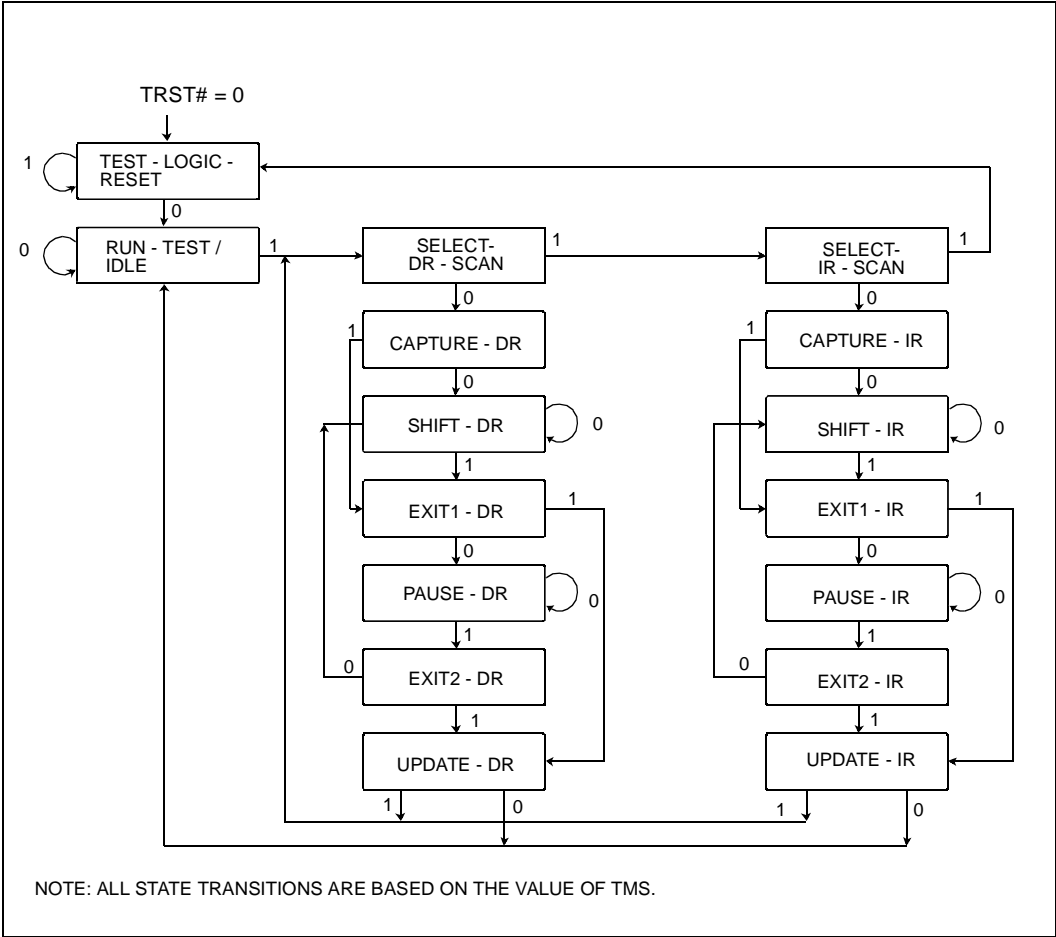 TRST# = 0
1
TEST - LOGIC -
RESET
0
0
RUN - TEST /
IDLE
1
SELECT-
DR - SCAN
1
SELECT-
IR - SCAN
1
0
0
1
CAPTURE - DR
1
CAPTURE - IR
0
0
SHIFT - DR
0
SHIFT - IR
0
1
1
EXIT1 - DR
1
EXIT1 - IR
1
0
0
PAUSE - DR
0
PAUSE - IR
0
1
1
0
EXIT2 - DR
0
EXIT2 - IR
1
1
UPDATE - DR
UPDATE - IR
1
0
1
0
NOTE: ALL STATE TRANSITIONS ARE BASED ON THE VALUE OF TMS.